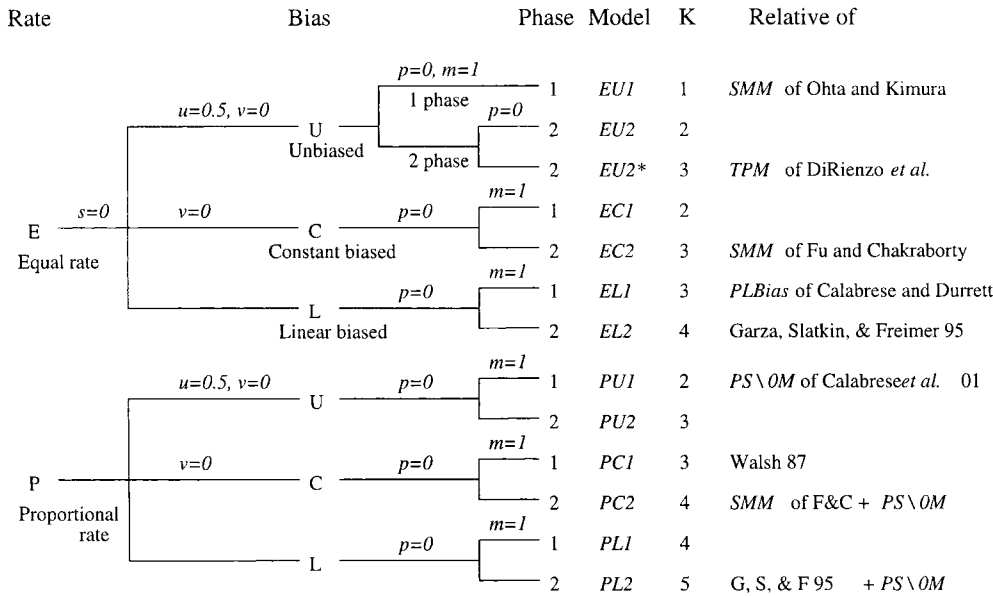 Rate Bias Phase Model K Relative of
p=0, m=1
1 EU1 1 SMM of Ohta and Kimura
1 phase
u=0.5, v=0 p=0
U 2 EU2 2
Unbiased
2 phase
2 EU2* 3 TPM of DiRienzo et al.
m=1
1 EC1 2
s=0 v=0 p=0
E C
Equal rate Constant biased
2 EC2 3 SMM of Fu and Chakraborty
m=1
1 EL1 3 PLBias of Calabrese and Durrett
p=0
L
Linear biased
2 EL2 4 Garza, Slatkin, & Freimer 95
m=1
1 PU1 2 PS\0M of Calabrese et al. 01
u=0.5, v=0 p=0
U
2 PU2 3
m=1
1 PC1 3 Walsh 87
v=0 p=0
P C
Proportional rate
2 PC2 4 SMM of F&C + PS\0M
m=1
1 PL1 4
p=0
L
2 PL2 5 G, S, & F 95 + PS\0M